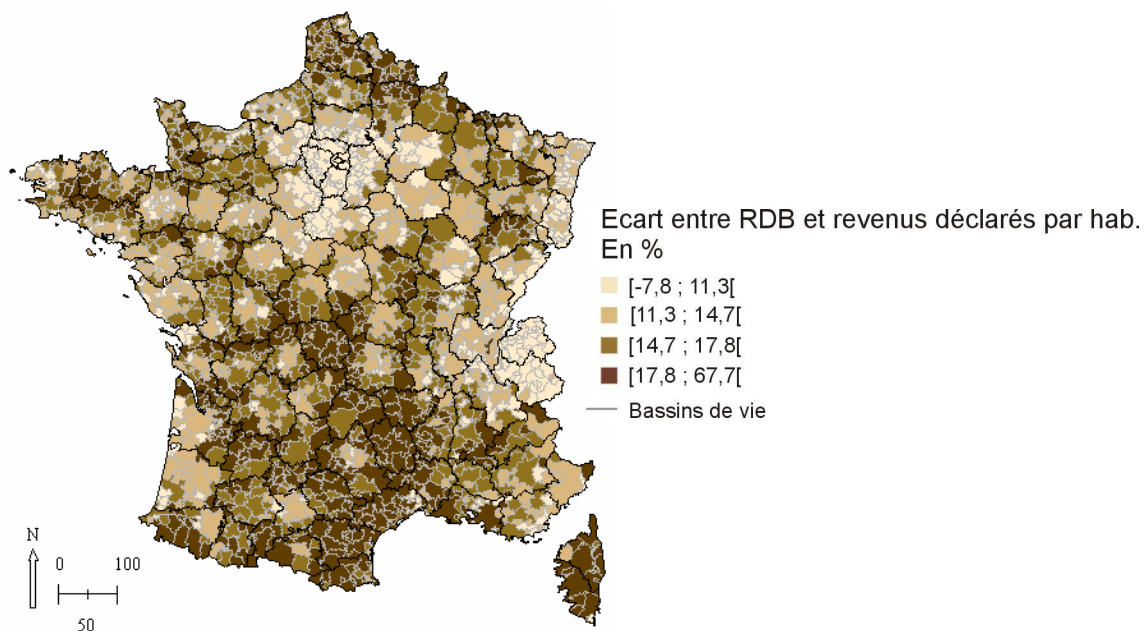 Ecart entre RDB et revenus déclarés par hab.
En %
[-7,8 ; 11,3[
[11,3 ; 14,7[
[14,7 ; 17,8[
[17,8 ; 67,7[
Bassins de vie
N
0 100
50